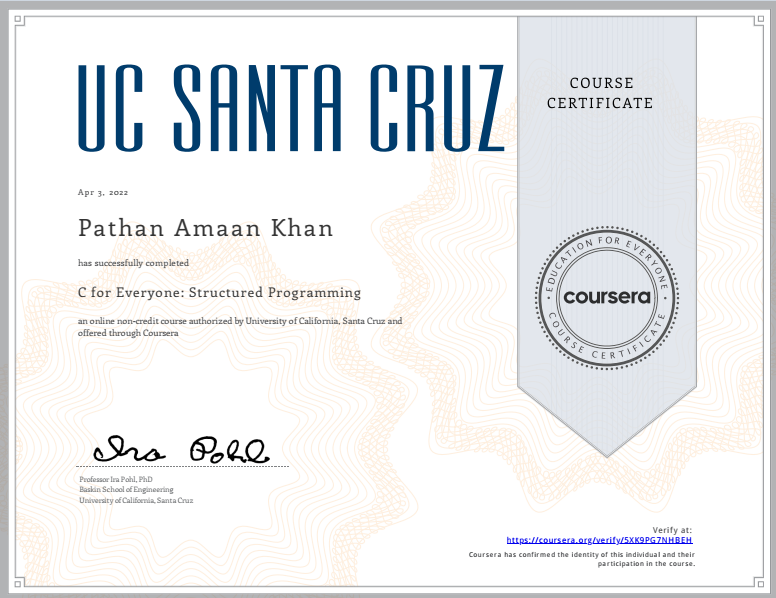 UC SANTA CRUZ
COURSE
CERTIFICATE
Apr 3, 2022
Pathan Amaan Khan
has successfully completed
C for Everyone: Structured Programming
an online non-credit course authorized by University of California, Santa Cruz and
offered through Coursera
EDUCATION FOR EVERYONE
coursera
COURSE CERTIFICATE
Ira Pohl
Professor Ira Pohl, PhD
Baskin School of Engineering
University of California, Santa Cruz
Verify at:
https://coursera.org/verify/5XK9PG7NHBEH
Coursera has confirmed the identity of this individual and their
participation in the course.